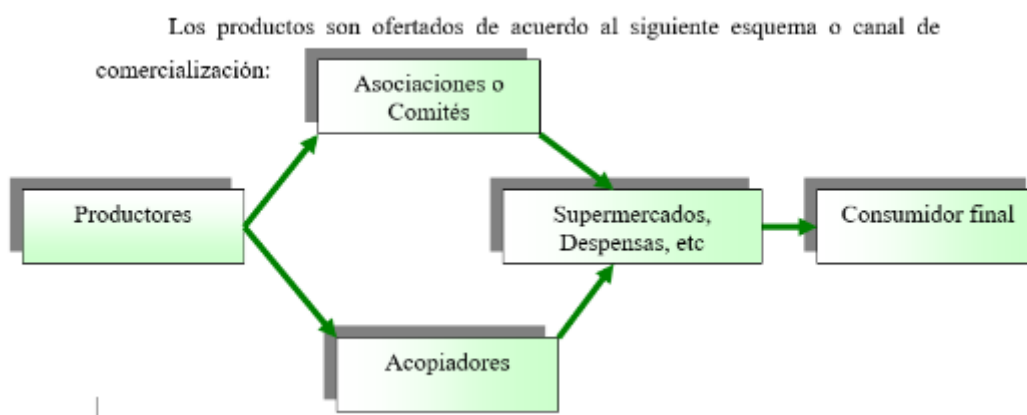 Los productos son ofertados de acuerdo al siguiente esquema o canal de
comercialización:
Asociaciones o
Comités
Productores
Supermercados,
Despensas, etc
Consumidor final
Acopiadores